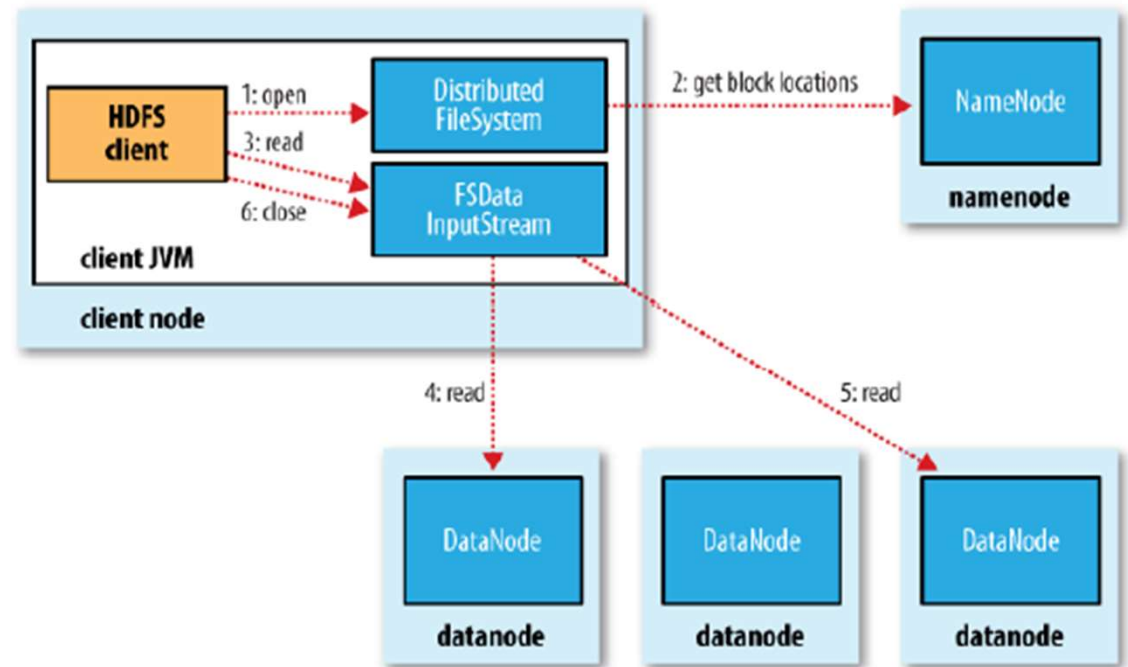 HDFS
client
1: open
3: read
6: close
Distributed
FileSystem
FSData
InputStream
client JVM
client node
2: get block locations
NameNode
namenode
4: read
5: read
DataNode
datanode
DataNode
datanode
DataNode
datanode